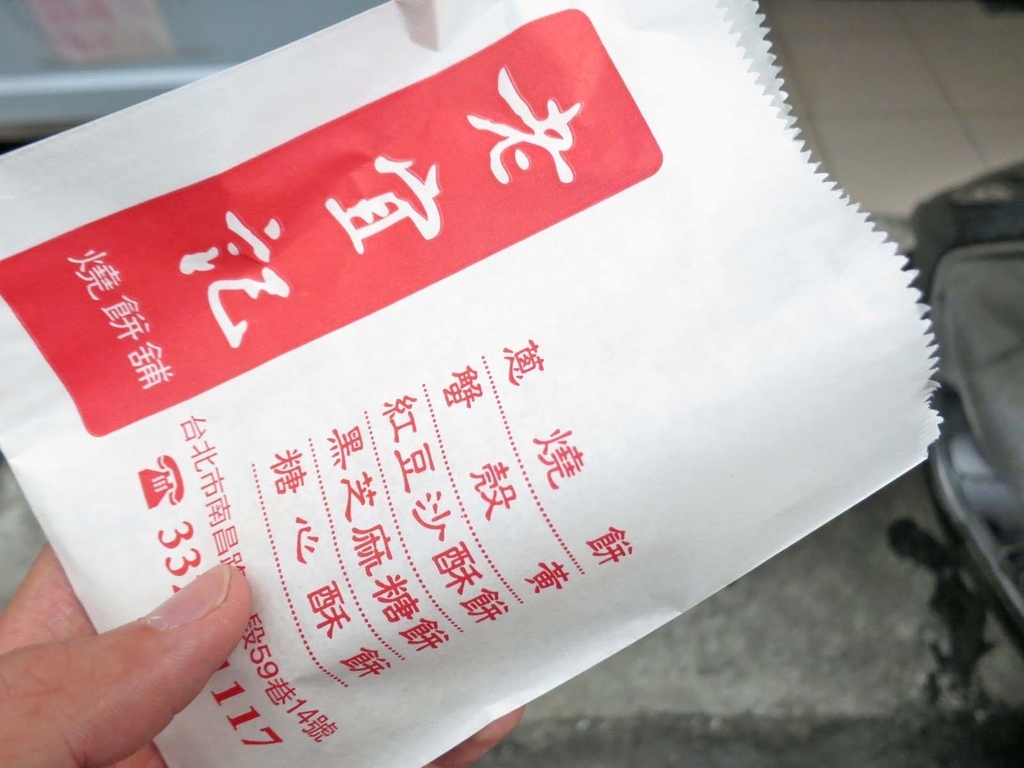 老宜記
燒餅舖
蔥燒餅
蟹殼黃
紅豆沙酥餅
黑芝麻糖餅
糖心酥餅
台北市南昌路 段59巷14號
33 1117